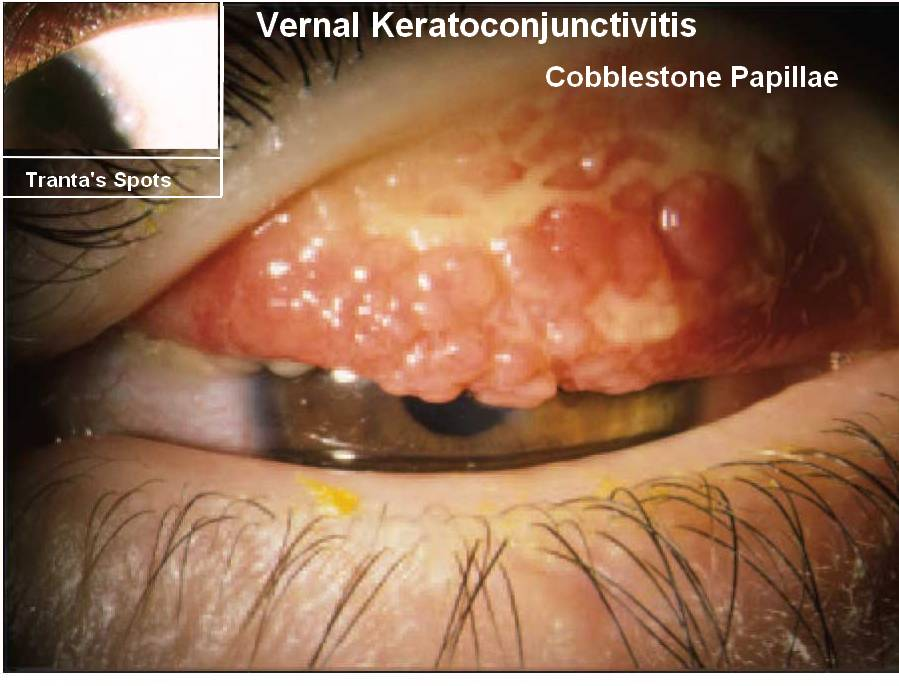 Vernal Keratoconjunctivitis
Cobblestone Papillae
Tranta's Spots